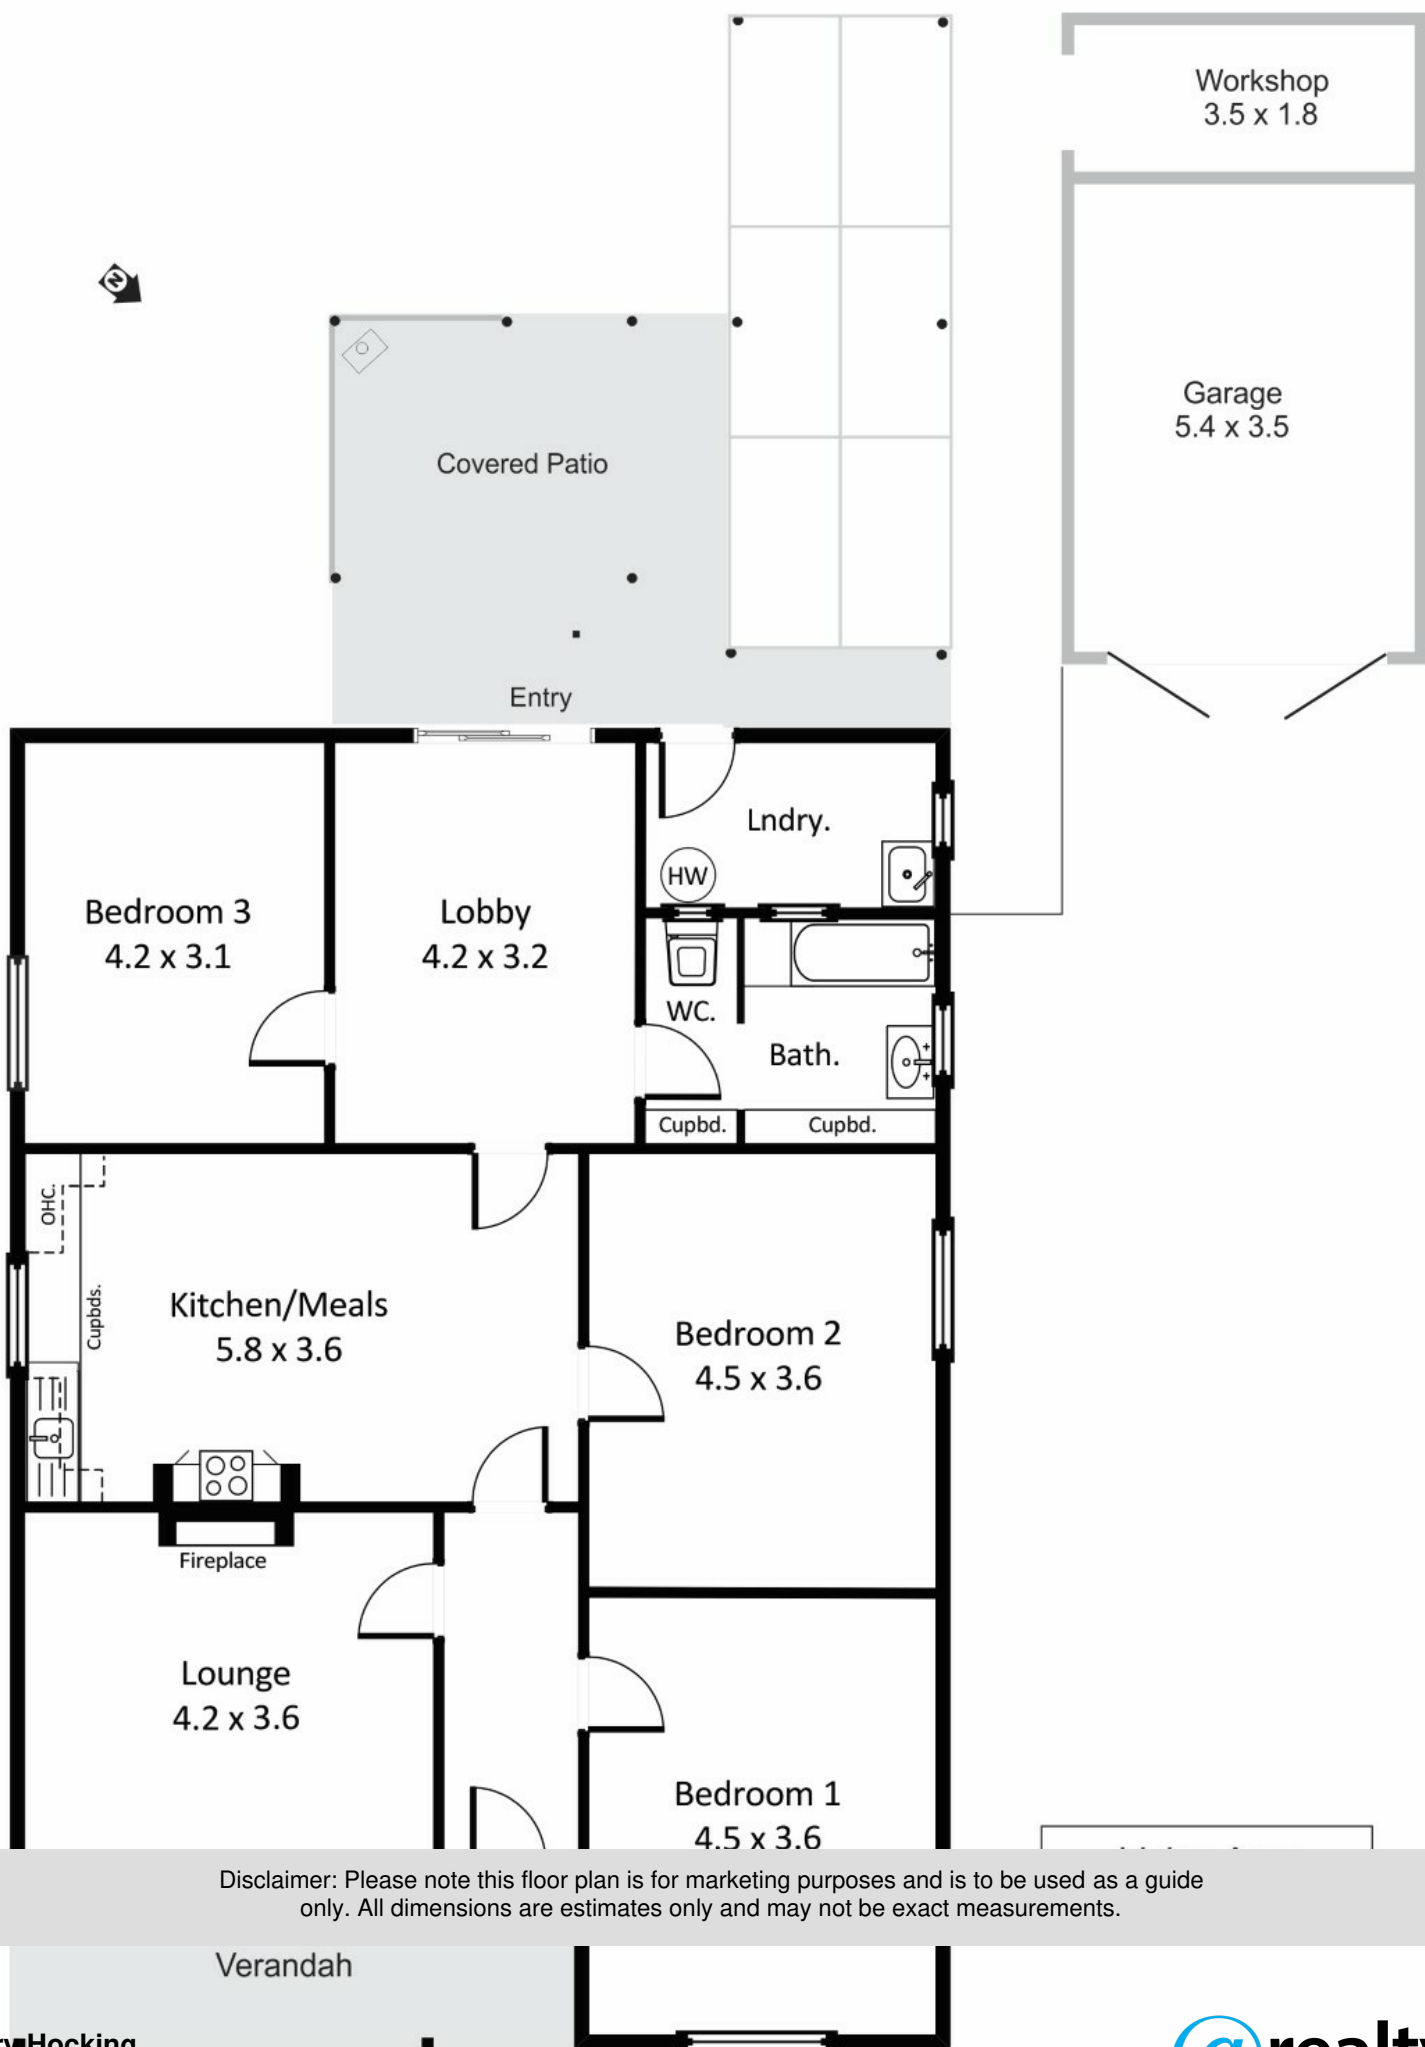 Workshop
3.5 x 1.8
N
Garage
5.4 x 3.5
Covered Patio
Entry
Lndry.
HW
Bedroom 3
4.2 x 3.1
Lobby
4.2 x 3.2
WC.
Bath.
Cupbd.
Cupbd.
OHC.
Cupbds.
Kitchen/Meals
5.8 x 3.6
Bedroom 2
4.5 x 3.6
Fireplace
Lounge
4.2 x 3.6
Bedroom 1
4.5 x 3.6
Disclaimer: Please note this floor plan is for marketing purposes and is to be used as a guide
only. All dimensions are estimates only and may not be exact measurements.
Verandah
Hocking
@realty